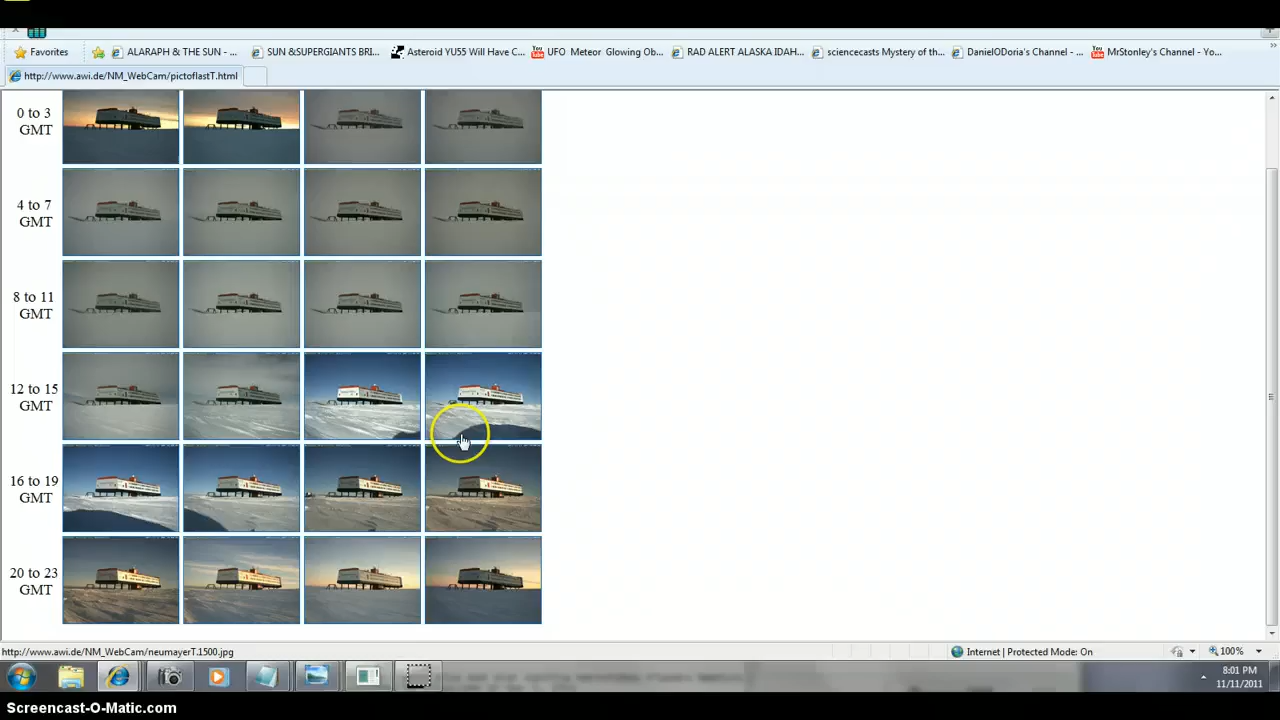 Favorites
ALARAPH & THE SUN - ...
SUN &SUPERGIANTS BRI...
Asteroid YU55 Will Have C...
UFO Meteor Glowing Ob...
RAD ALERT ALASKA IDAH...
sciencecasts Mystery of th...
DanielODoria's Channel - ...
MrStonley's Channel - Yo...
http://www.awi.de/NM_WebCam/pictoflastT.html
0 to 3
GMT
4 to 7
GMT
8 to 11
GMT
12 to 15
GMT
16 to 19
GMT
20 to 23
GMT
http://www.awi.de/NM_WebCam/neumayerT.1500.jpg
Internet | Protected Mode: On
100%
8:01 PM
11/11/2011
Screencast-O-Matic.com